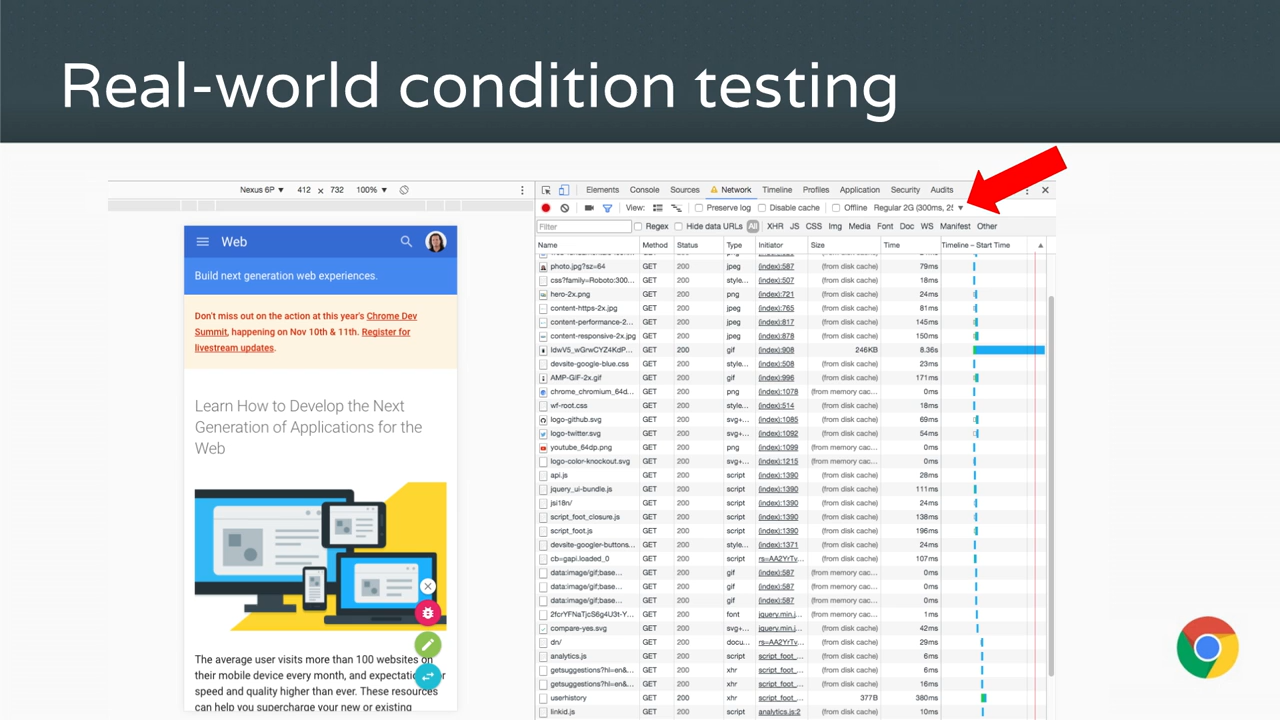 Real-world condition testing
Nexus 6P ▼ 412 × 732 100% ▼
Web
Build next generation web experiences.
Don't miss out on the action at this year's Chrome Dev
Summit, happening on Nov 10th & 11th. Register for
livestream updates.
Learn How to Develop the Next
Generation of Applications for the
Web
The average user visits more than 100 websites on
their mobile device every month, and
speed and quality higher than ever. These resources
can help you supercharge your new or existing
Elements Console Sources Network Timeline Profiles Application Security Audits
View: Preserve log Disable cache Offline Regular 2G (300ms, 25 ▼
Filter Regex Hide data URLs All XHR JS CSS Img Media Font Doc WS Manifest Other
Name Method Status Type Initiator Size Time Timeline – Start Time ▲
photo.jpg?sz=64 GET 200 jpeg (index):587 (from disk cache) 79ms
css?family=Roboto:300... GET 200 style... (index):507 (from disk cache) 18ms
hero-2x.png GET 200 png (index):721 (from disk cache) 24ms
content-https-2x.jpg GET 200 jpeg (index):765 (from disk cache) 81ms
content-performance-2... GET 200 jpeg (index):817 (from disk cache) 145ms
content-responsive-2x.jpg GET 200 jpeg (index):878 (from disk cache) 150ms
GET 200 gif (index):908 246KB 8.36s
devsite-google-blue.css GET 200 style... (index):508 (from disk cache) 23ms
AMP-GIF-2x.gif GET 200 gif (index):996 (from disk cache) 171ms
chrome_chromium_64d... GET 200 png (index):1078 (from memory cac... 0ms
wf-root.css GET 200 style... (index):514 (from disk cache) 18ms
logo-github.svg GET 200 svg+... (index):1085 (from disk cache) 69ms
logo-twitter.svg GET 200 svg+... (index):1092 (from disk cache) 54ms
youtube_64dp.png GET 200 png (index):1099 (from memory cac... 0ms
logo-color-knockout.svg GET 200 svg+... (index):1215 (from memory cac... 0ms
api.js GET 200 script (index):1390 (from disk cache) 28ms
jquery_ui-bundle.js GET 200 script (index):1390 (from disk cache) 111ms
jsi18n/ GET 200 script (index):1390 (from disk cache) 24ms
script_foot_closure.js GET 200 script (index):1390 (from disk cache) 138ms
script_foot.js GET 200 script (index):1390 (from disk cache) 196ms
devsite-googler-buttons... GET 200 style... (index):1371 (from disk cache) 24ms
cb=gapi.loaded_0 GET 200 script rs=AA2YrTv... (from disk cache) 107ms
data:image/gif;base... GET 200 gif (index):587 (from memory cac... 0ms
data:image/gif;base... GET 200 gif (index):587 (from memory cac... 0ms
data:image/gif;base... GET 200 gif (index):587 (from memory cac... 0ms
GET 200 font jquery.min.j... (from memory cac... 1ms
compare-yes.svg GET 200 svg+... jquery.min.j... (from disk cache) 42ms
dn/ GET 200 docu... rs=AA2YrTv... (from disk cache) 29ms
analytics.js GET 200 script script_foot_... (from disk cache) 6ms
getsuggestions?hl=en&... GET 200 xhr script_foot_... (from disk cache) 6ms
getsuggestions?hl=en&... GET 200 xhr script_foot_... (from disk cache) 16ms
userhistory GET 200 xhr script_foot_... 377B 380ms
linkid.js GET 200 script analytics.js:2 (from disk cache) 10ms